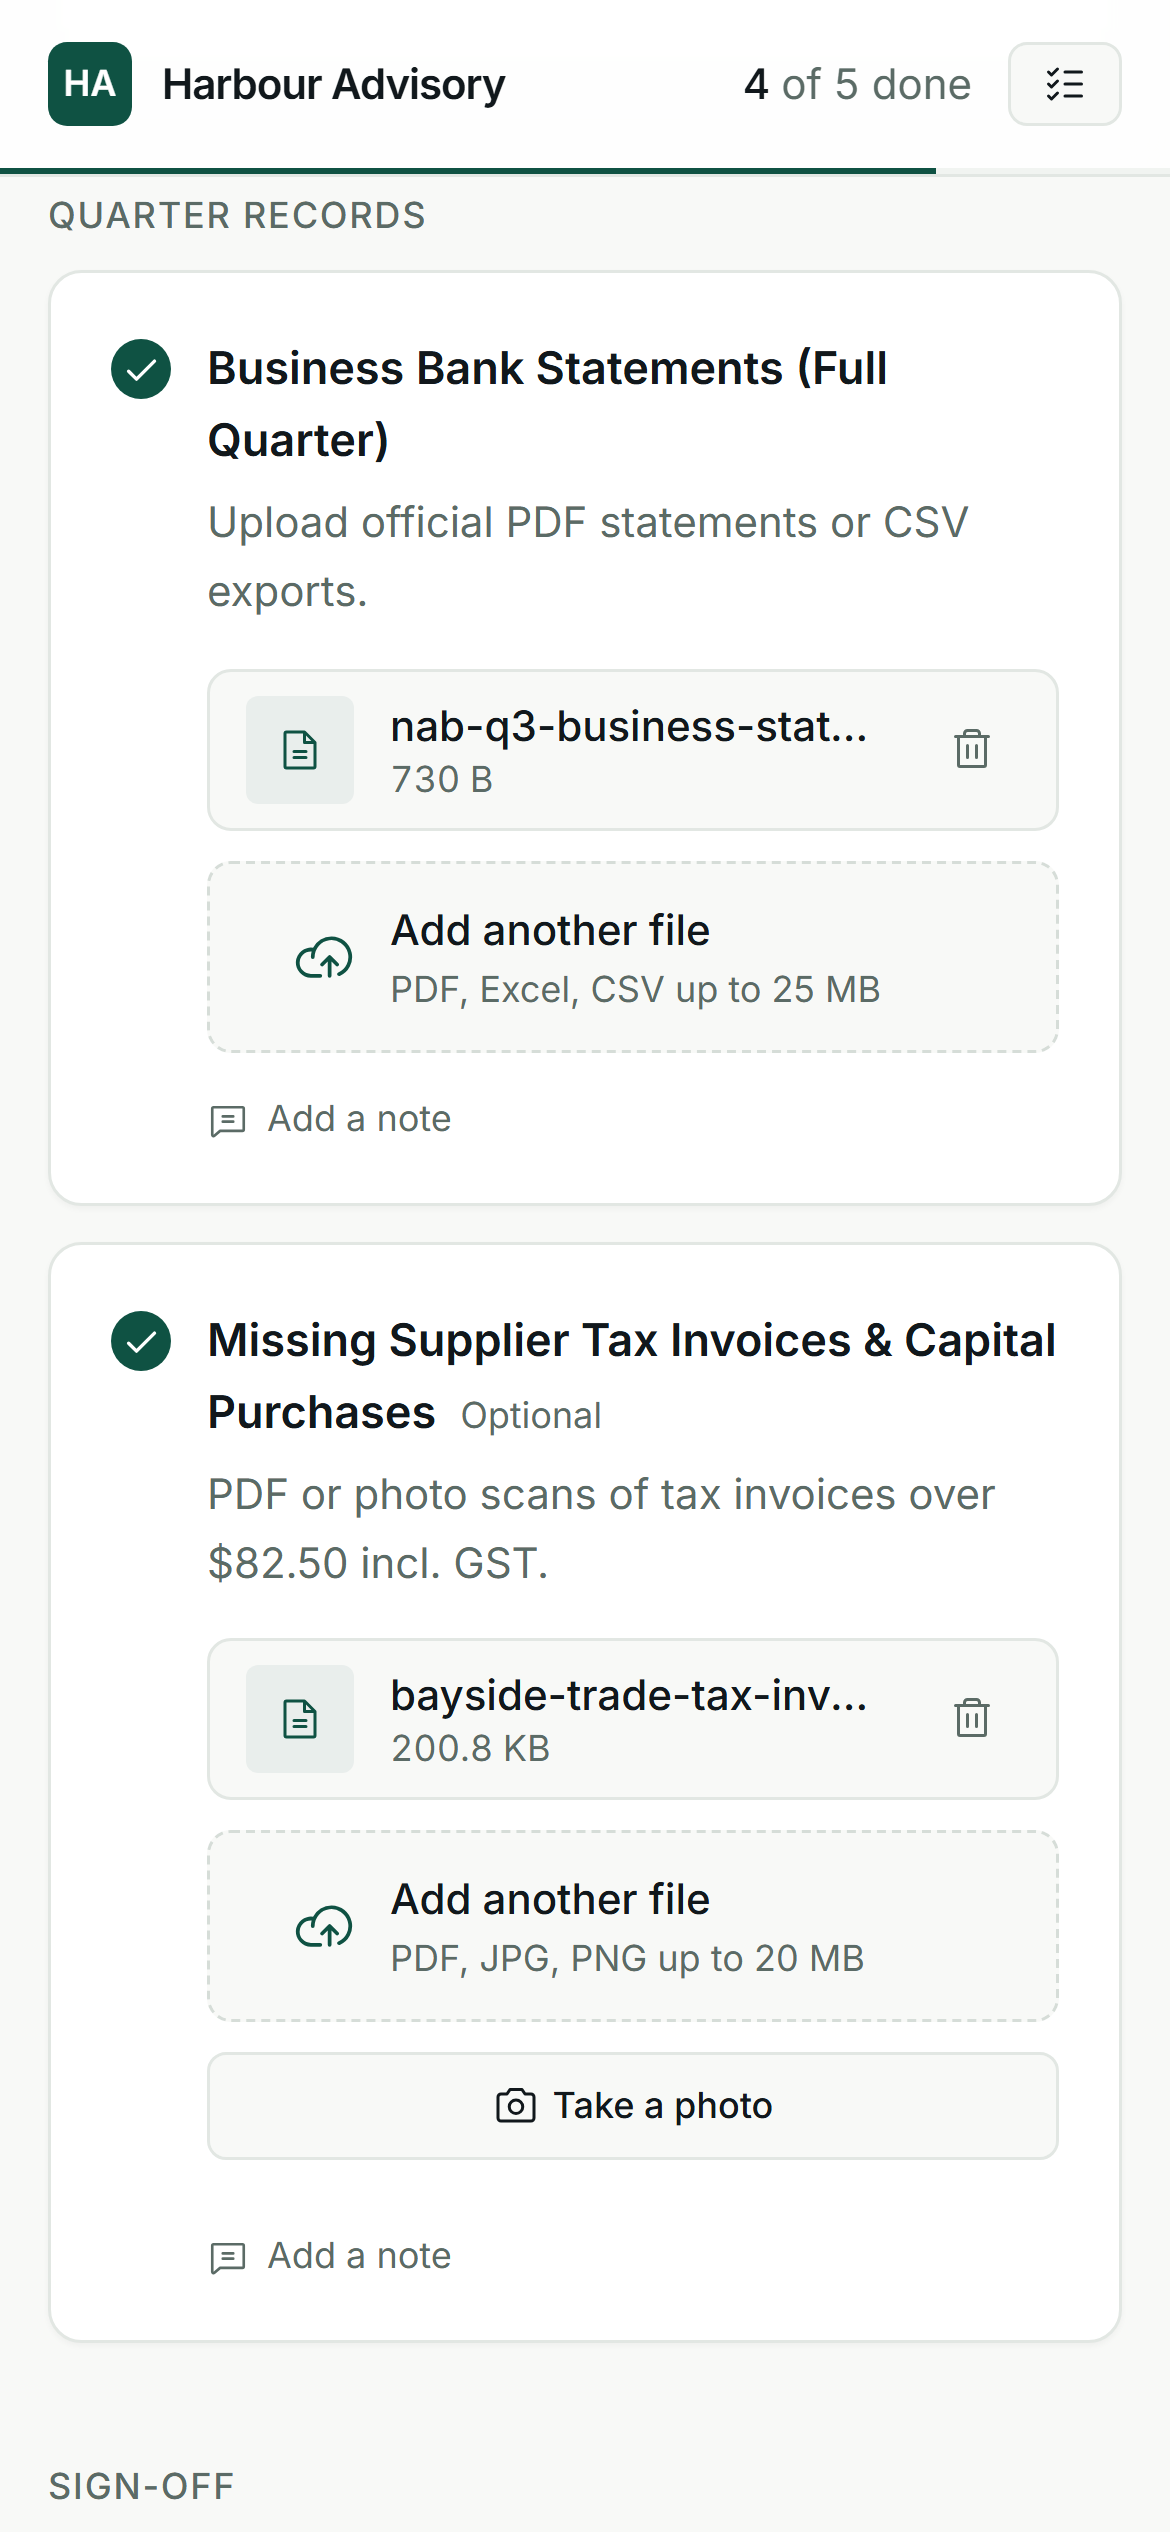 HA
Harbour Advisory
4 of 5 done
QUARTER RECORDS
Business Bank Statements (Full
Quarter)
Upload official PDF statements or CSV
exports.
nab-q3-business-stat...
730 B
Add another file
PDF, Excel, CSV up to 25 MB
Add a note
Missing Supplier Tax Invoices & Capital
Purchases Optional
PDF or photo scans of tax invoices over
$82.50 incl. GST.
bayside-trade-tax-inv...
200.8 KB
Add another file
PDF, JPG, PNG up to 20 MB
Take a photo
Add a note
SIGN-OFF